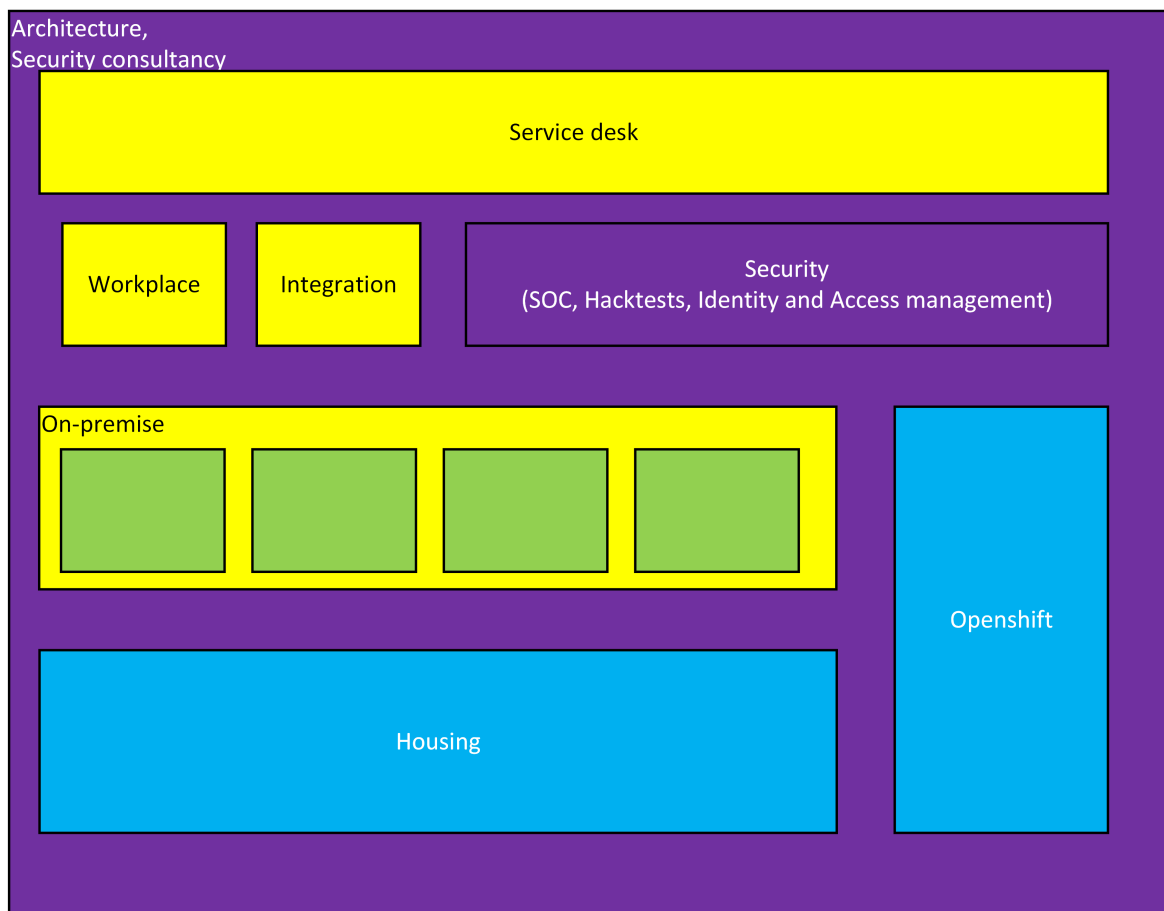 Architecture,
Security consultancy
Service desk
Workplace
Integration
Security
(SOC, Hacktests, Identity and Access management)
On-premise
Openshift
Housing